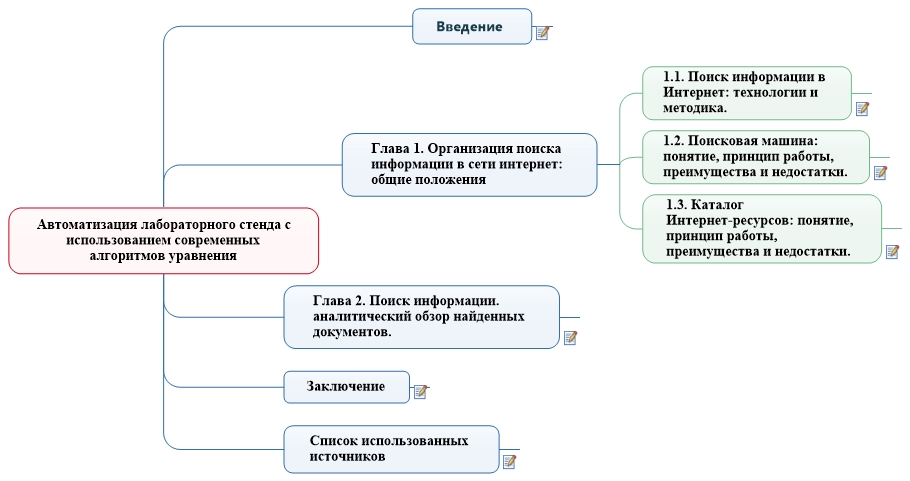 Введение
Глава 1. Организация поиска
информации в сети интернет:
общие положения
1.1. Поиск информации в
Интернет: технологии и
методика.
1.2. Поисковая машина:
понятие, принцип работы,
преимущества и недостатки.
1.3. Каталог
Интернет-ресурсов: понятие,
принцип работы,
преимущества и недостатки.
Автоматизация лабораторного стенда с
использованием современных
алгоритмов уравнения
Глава 2. Поиск информации.
аналитический обзор найденных
документов.
Заключение
Список использованных
источников